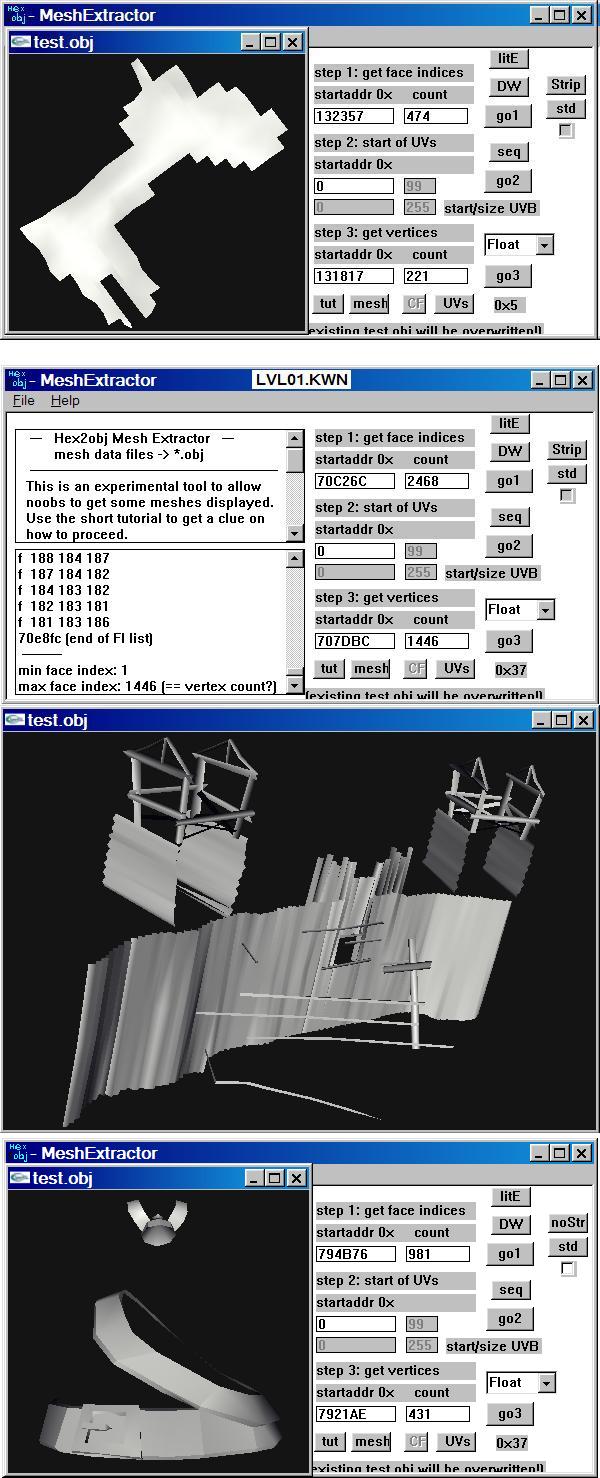 Hex
obj - MeshExtractor
test.obj
litE
step 1: get face indices
DW
Strip
startaddr 0x count
std
132357 474
go1
step 2: start of UVs
seq
startaddr 0x
go2
0 99
0 255 start/size UVB
step 3: get vertices
Float
startaddr 0x count
131817 221
go3
tut mesh CF UVs 0x5
(existing test obj will be overwritten!)
Hex
obj - MeshExtractor LVL01.KWN
File Help
— Hex2obj Mesh Extractor —
mesh data files -> *.obj
This is an experimental tool to allow
noobs to get some meshes displayed.
Use the short tutorial to get a clue on
how to proceed.
f 188 184 187
f 187 184 182
f 184 183 182
f 182 183 181
f 181 183 186
70e8fc (end of FI list)
min face index: 1
max face index: 1446 (== vertex count?)
litE
step 1: get face indices
DW
Strip
startaddr 0x count
std
70C26C 2468
go1
step 2: start of UVs
seq
startaddr 0x
go2
0 99
0 255 start/size UVB
step 3: get vertices
Float
startaddr 0x count
707DBC 1446
go3
tut mesh CF UVs 0x37
(existing test obj will be overwritten!)
test.obj
Hex
obj - MeshExtractor
test.obj
litE
step 1: get face indices
DW
noStr
startaddr 0x count
std
794B76 981
go1
step 2: start of UVs
seq
startaddr 0x
go2
0 99
0 255 start/size UVB
step 3: get vertices
Float
startaddr 0x count
7921AE 431
go3
tut mesh CF UVs 0x37
(existing test obj will be overwritten!)